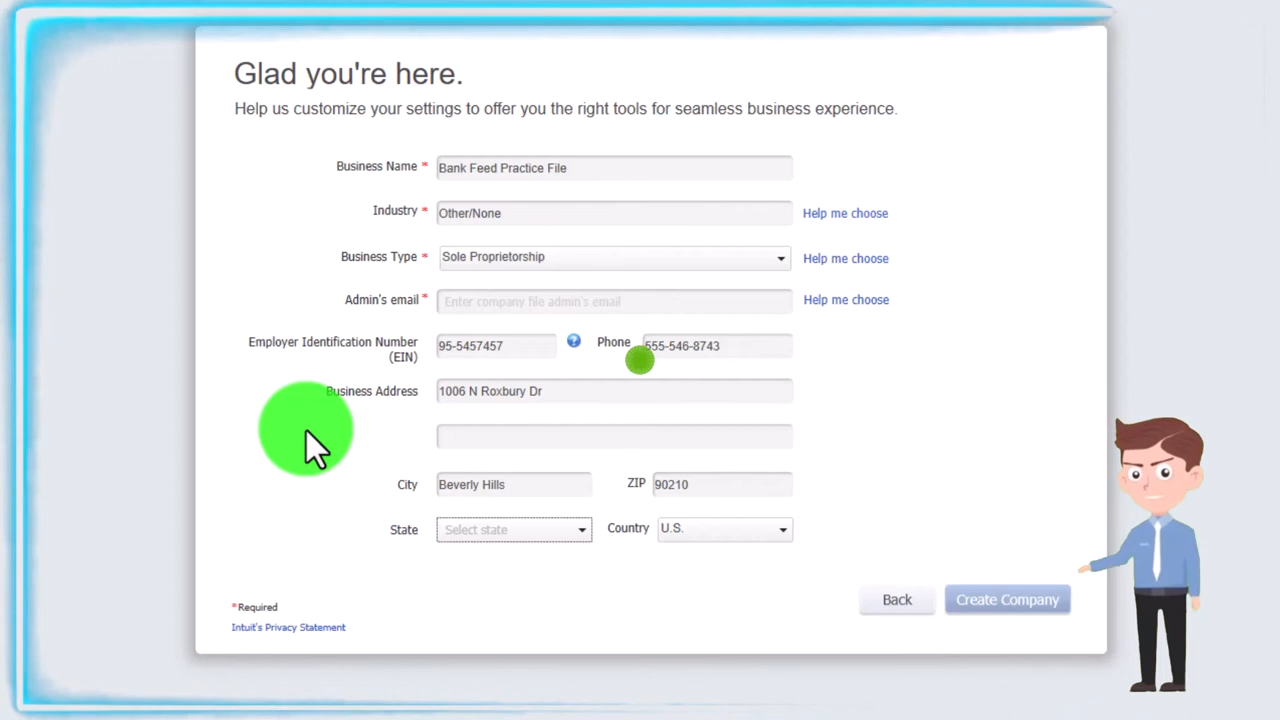 Glad you're here.
Help us customize your settings to offer you the right tools for seamless business experience.
Business Name * Bank Feed Practice File
Industry * Other/None Help me choose
Business Type * Sole Proprietorship Help me choose
Admin's email * Enter company file admin's email Help me choose
Employer Identification Number (EIN) 95-5457457 ? Phone 555-546-8743
Business Address 1006 N Roxbury Dr
City Beverly Hills ZIP 90210
State Select state Country U.S.
Back Create Company
*Required
Intuit's Privacy Statement